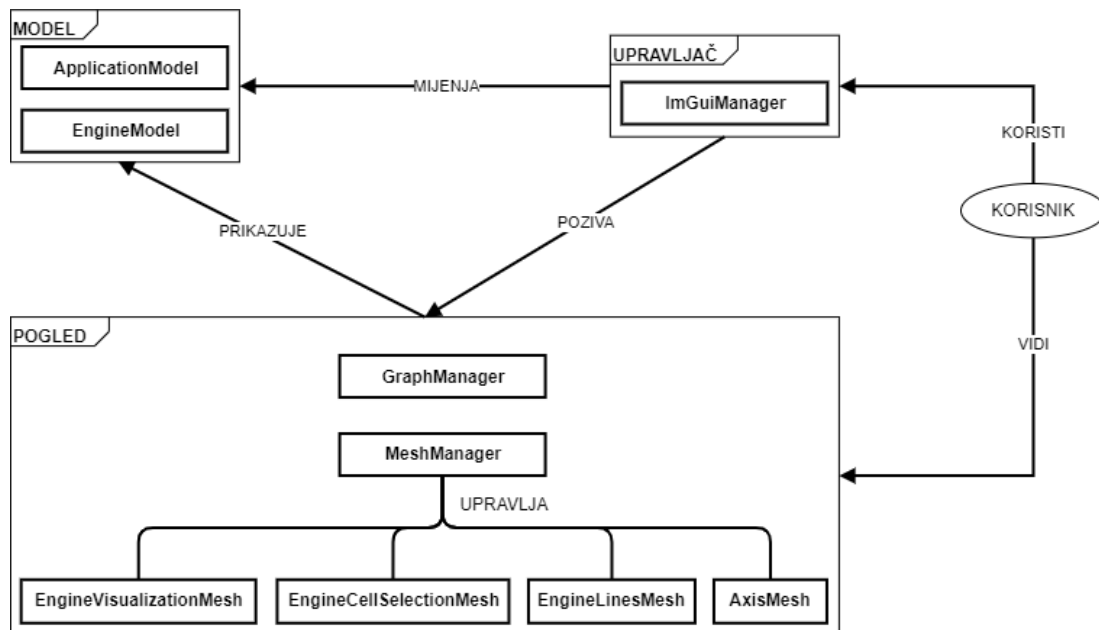 MODEL
ApplicationModel
EngineModel
UPRAVLJAČ
ImGuiManager
MIJENJA
KORISTI
KORISNIK
PRIKAZUJE
POZIVA
VIDI
POGLED
GraphManager
MeshManager
UPRAVLJA
EngineVisualizationMesh
EngineCellSelectionMesh
EngineLinesMesh
AxisMesh